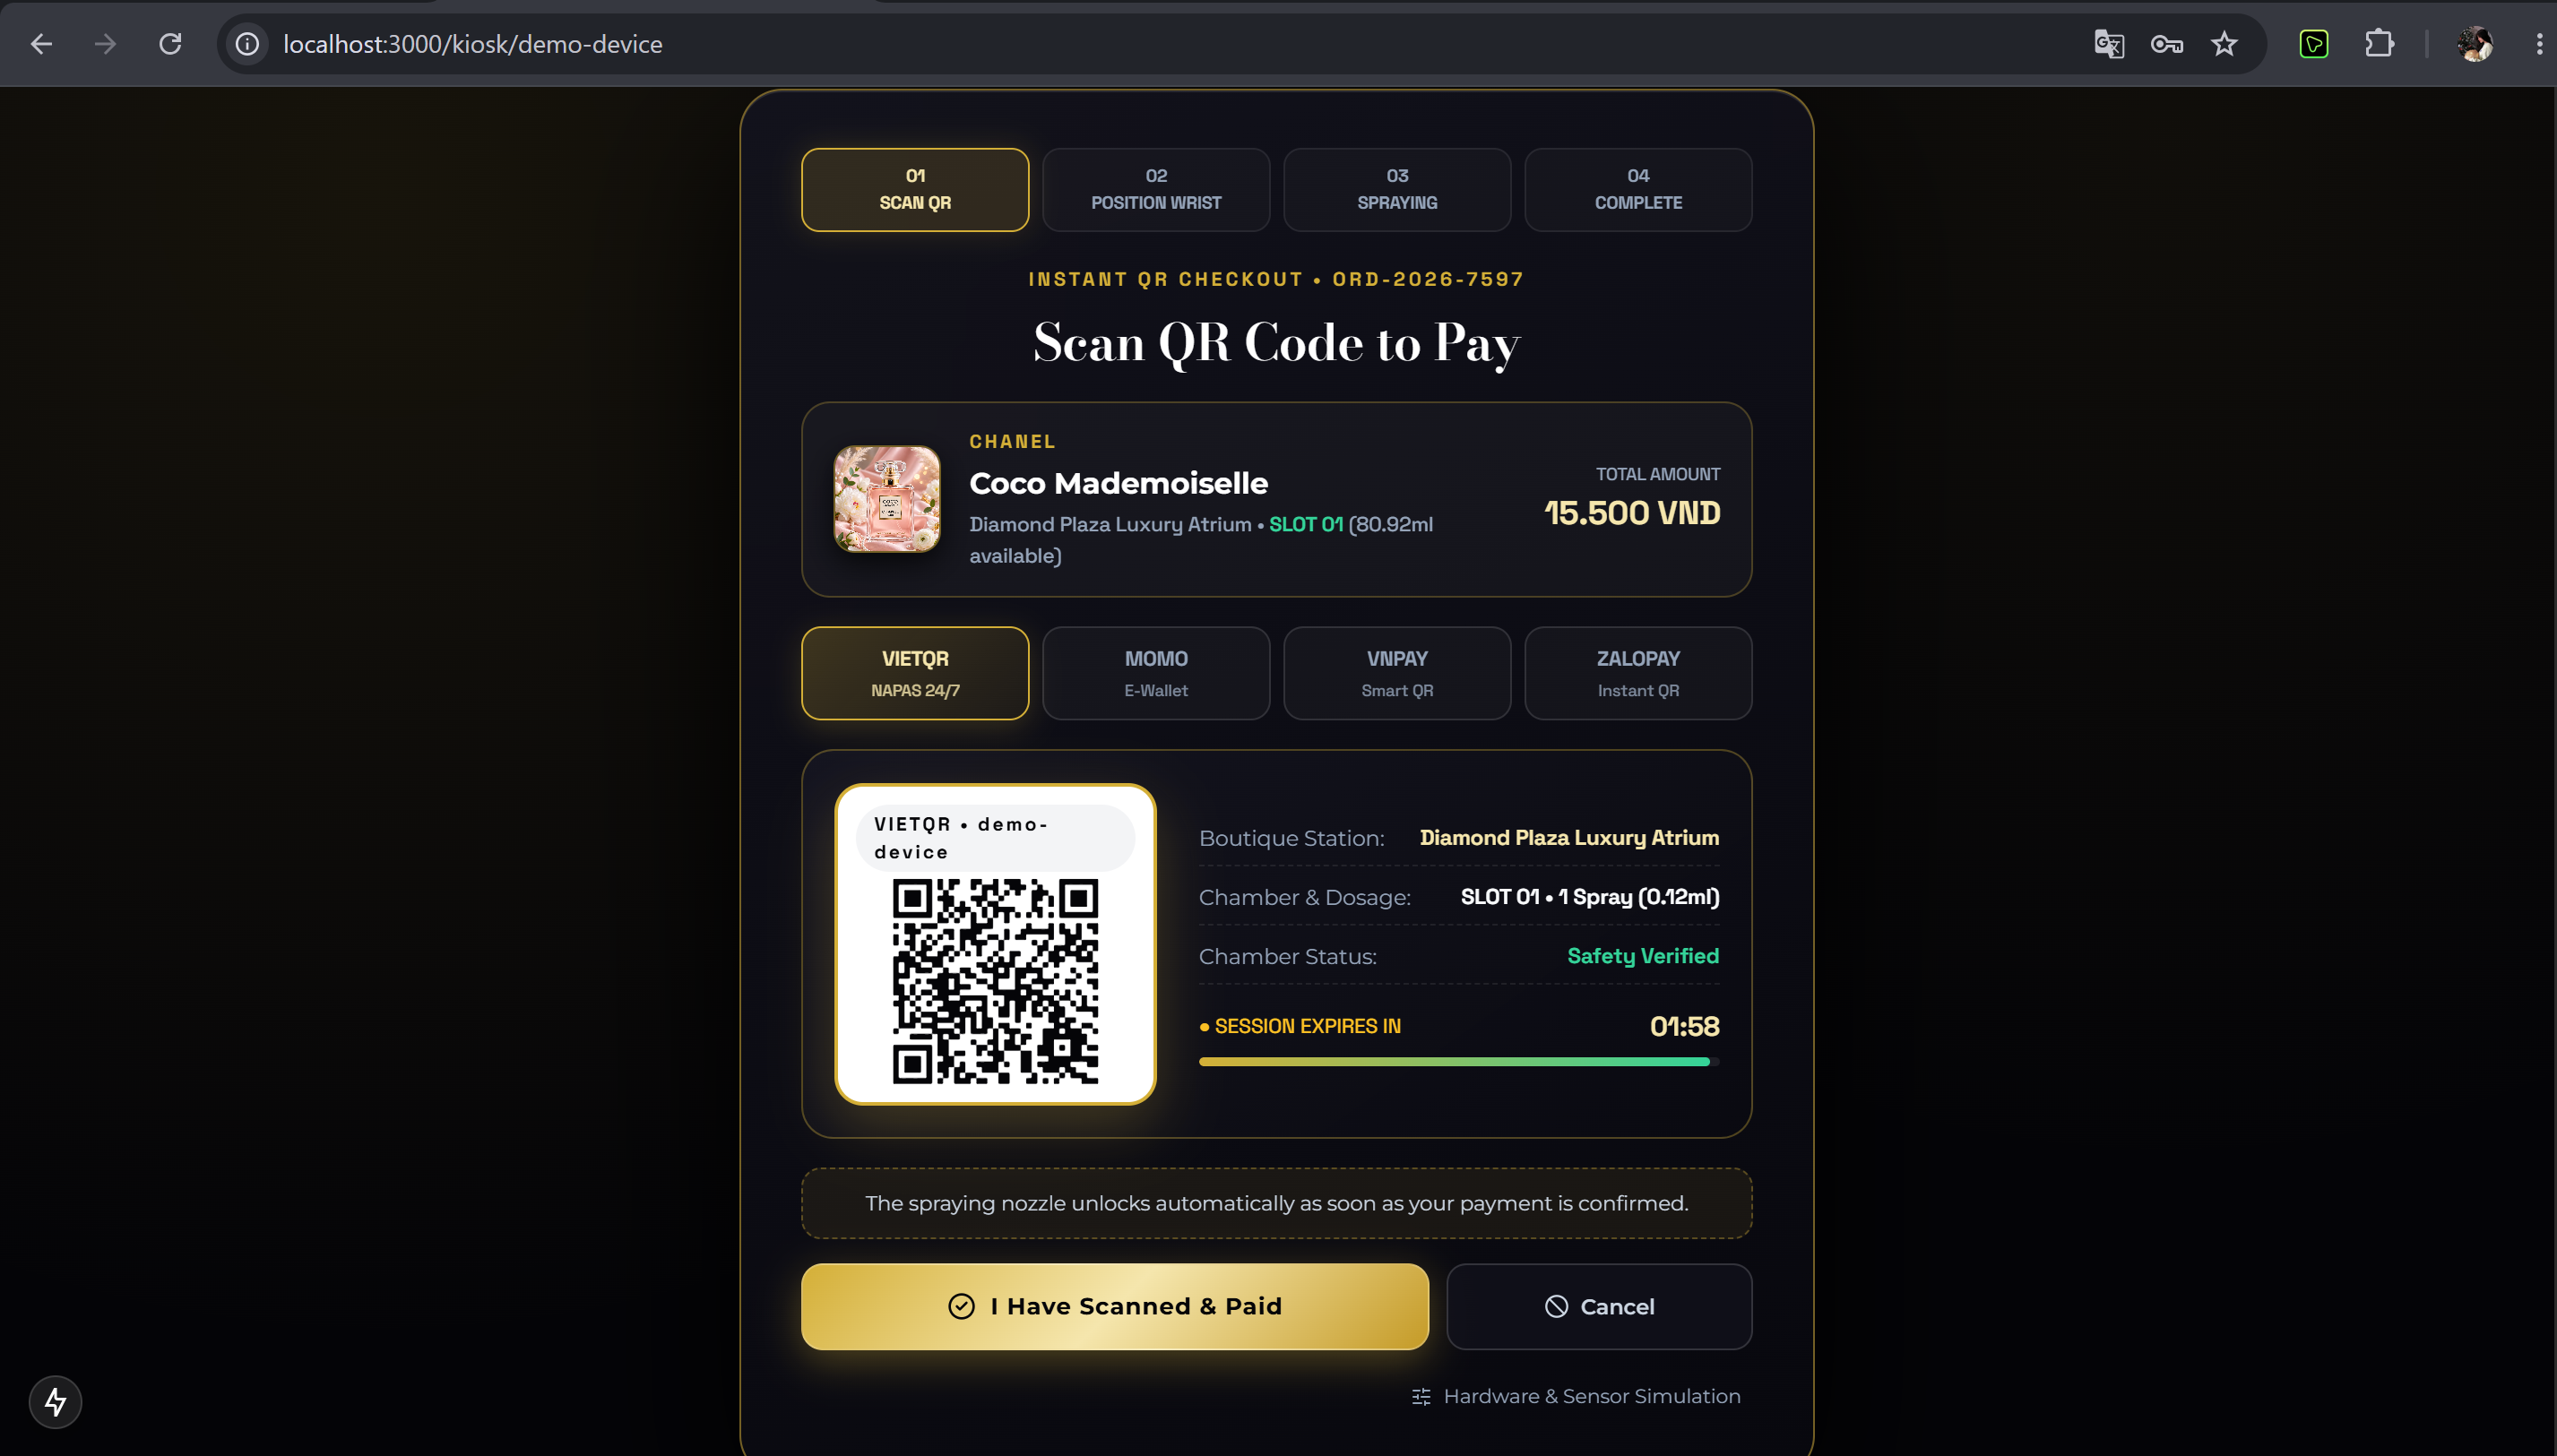 localhost:3000/kiosk/demo-device
01
SCAN QR
02
POSITION WRIST
03
SPRAYING
04
COMPLETE
INSTANT QR CHECKOUT • ORD-2026-7597
Scan QR Code to Pay
CHANEL
Coco Mademoiselle
Diamond Plaza Luxury Atrium • SLOT 01 (80.92ml
available)
TOTAL AMOUNT
15.500 VND
VIETQR
NAPAS 24/7
MOMO
E-Wallet
VNPAY
Smart QR
ZALOPAY
Instant QR
VIETQR • demo-
device
Boutique Station: Diamond Plaza Luxury Atrium
Chamber & Dosage: SLOT 01 • 1 Spray (0.12ml)
Chamber Status: Safety Verified
• SESSION EXPIRES IN 01:58
The spraying nozzle unlocks automatically as soon as your payment is confirmed.
I Have Scanned & Paid
Cancel
Hardware & Sensor Simulation